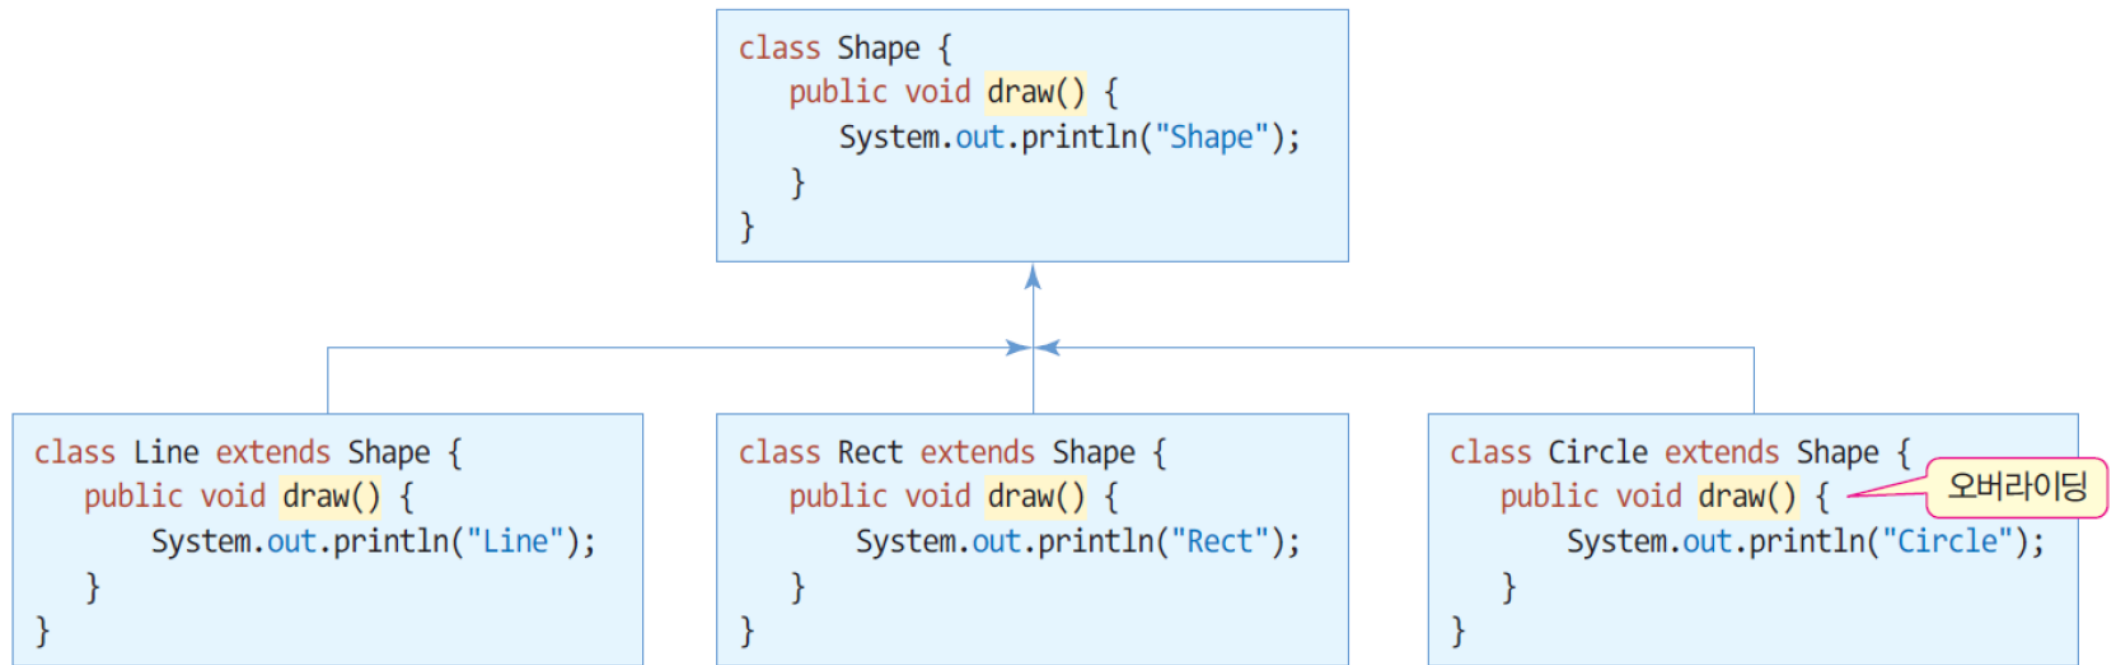 class Shape {
public void draw() {
System.out.println("Shape");
}
}
class Line extends Shape {
public void draw() {
System.out.println("Line");
}
}
class Rect extends Shape {
public void draw() {
System.out.println("Rect");
}
}
class Circle extends Shape {
public void draw() {
오버라이딩
System.out.println("Circle");
}
}